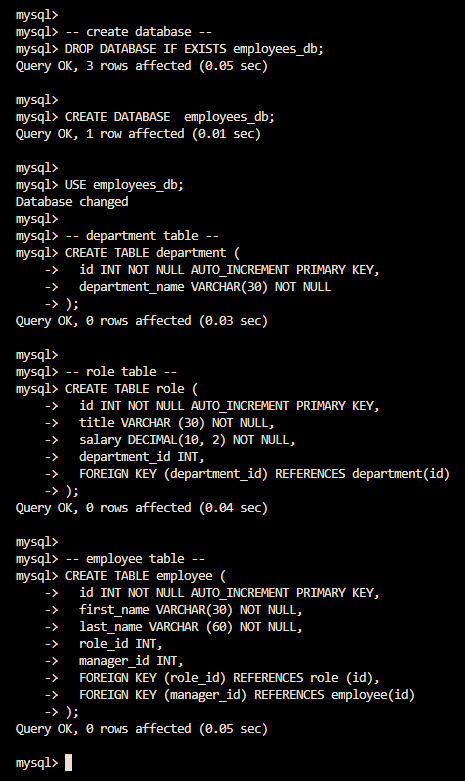 mysql>
mysql> -- create database --
mysql> DROP DATABASE IF EXISTS employees_db;
Query OK, 3 rows affected (0.05 sec)

mysql>
mysql> CREATE DATABASE  employees_db;
Query OK, 1 row affected (0.01 sec)

mysql>
mysql> USE employees_db;
Database changed
mysql>
mysql> -- department table --
mysql> CREATE TABLE department (
    ->   id INT NOT NULL AUTO_INCREMENT PRIMARY KEY,
    ->   department_name VARCHAR(30) NOT NULL
    -> );
Query OK, 0 rows affected (0.03 sec)

mysql>
mysql> -- role table --
mysql> CREATE TABLE role (
    ->   id INT NOT NULL AUTO_INCREMENT PRIMARY KEY,
    ->   title VARCHAR (30) NOT NULL,
    ->   salary DECIMAL(10, 2) NOT NULL,
    ->   department_id INT,
    ->   FOREIGN KEY (department_id) REFERENCES department(id)
    -> );
Query OK, 0 rows affected (0.04 sec)

mysql>
mysql> -- employee table --
mysql> CREATE TABLE employee (
    ->   id INT NOT NULL AUTO_INCREMENT PRIMARY KEY,
    ->   first_name VARCHAR(30) NOT NULL,
    ->   last_name VARCHAR (60) NOT NULL,
    ->   role_id INT,
    ->   manager_id INT,
    ->   FOREIGN KEY (role_id) REFERENCES role (id),
    ->   FOREIGN KEY (manager_id) REFERENCES employee(id)
    -> );
Query OK, 0 rows affected (0.05 sec)

mysql>